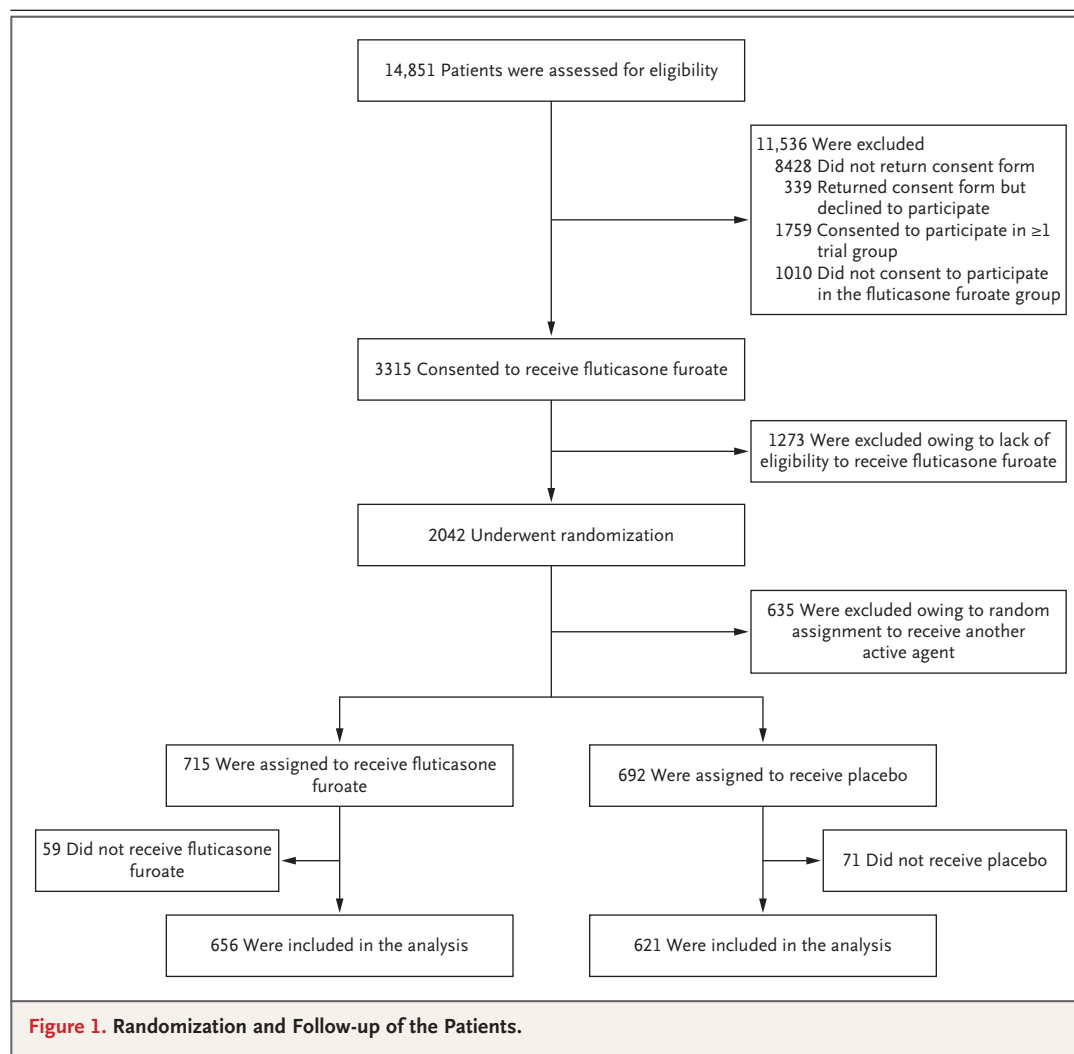 14,851 Patients were assessed for eligibility
11,536 Were excluded
8428 Did not return consent form
339 Returned consent form but
declined to participate
1759 Consented to participate in ≥1
trial group
1010 Did not consent to participate
in the fluticasone furoate group
3315 Consented to receive fluticasone furoate
1273 Were excluded owing to lack of
eligibility to receive fluticasone furoate
2042 Underwent randomization
635 Were excluded owing to random
assignment to receive another
active agent
715 Were assigned to receive fluticasone
furoate
692 Were assigned to receive placebo
59 Did not receive fluticasone
furoate
71 Did not receive placebo
656 Were included in the analysis
621 Were included in the analysis
Figure 1. Randomization and Follow-up of the Patients.